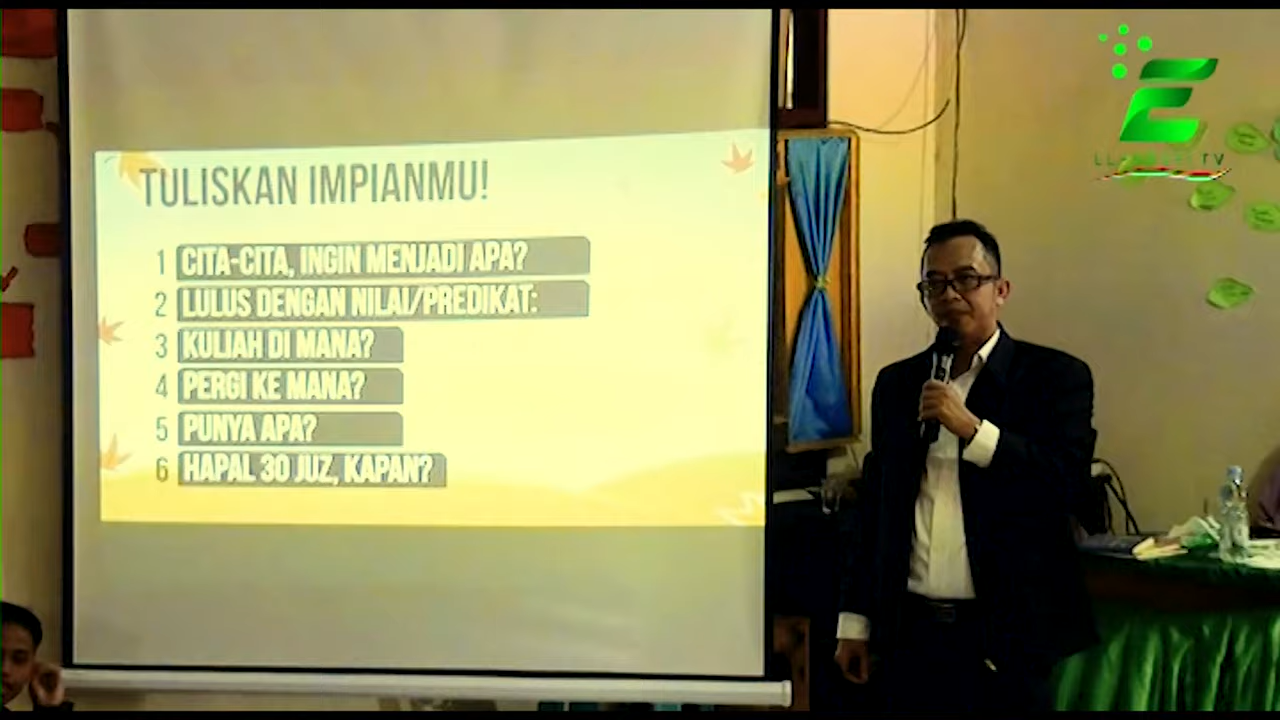 TULISKAN IMPIANMU!
1 CITA-CITA, INGIN MENJADI APA?
2 LULUS DENGAN NILAI/PREDIKAT:
3 KULIAH DI MANA?
4 PERGI KE MANA?
5 PUNYA APA?
6 HAPAL 30 JUZ, KAPAN?
TV